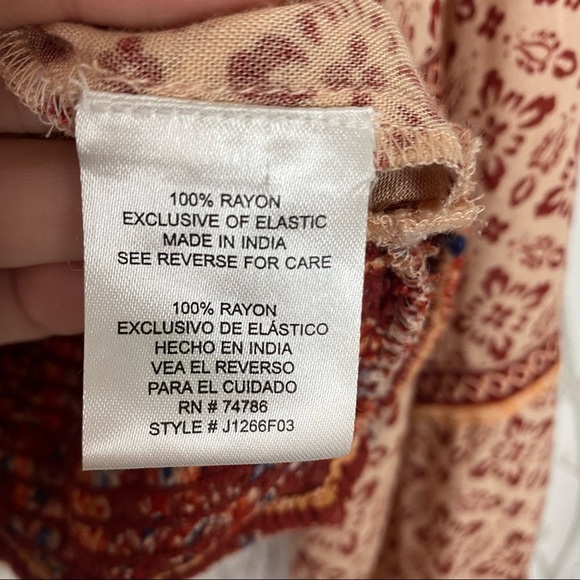 100% RAYON
EXCLUSIVE OF ELASTIC
MADE IN INDIA
SEE REVERSE FOR CARE
100% RAYON
EXCLUSIVO DE ELÁSTICO
HECHO EN INDIA
VEA EL REVERSO
PARA EL CUIDADO
RN # 74786
STYLE # J1266F03